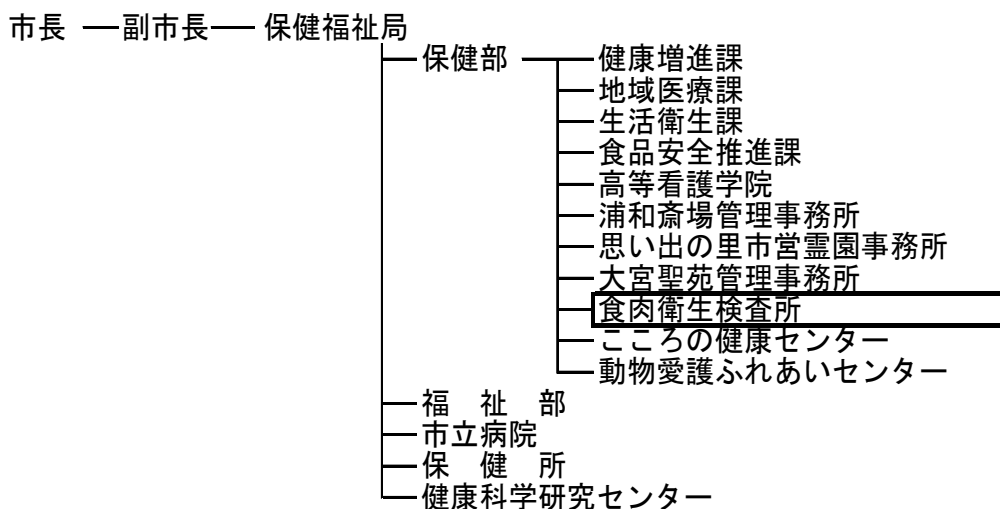 市長 副市長 保健福祉局
保健部 健康増進課
地域医療課
生活衛生課
食品安全推進課
高等看護学院
浦和斎場管理事務所
思い出の里市営霊園事務所
大宮聖苑管理事務所
食肉衛生検査所
こころの健康センター
動物愛護ふれあいセンター
福　祉　部
市立病院
保　健　所
健康科学研究センター